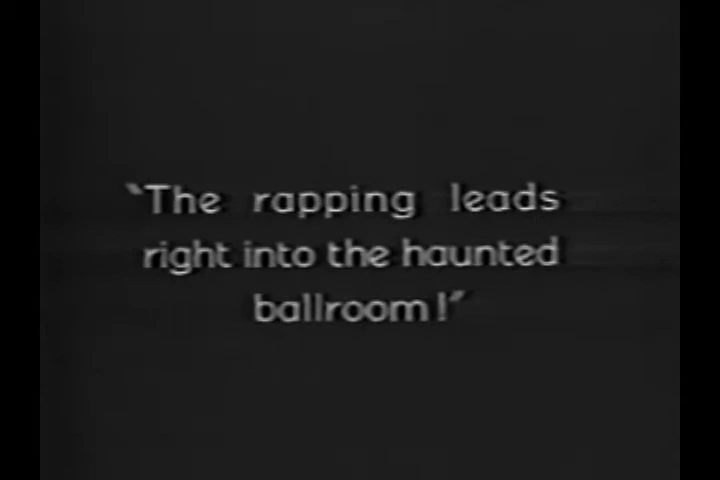 "The rapping leads
right into the haunted
ballroom!"